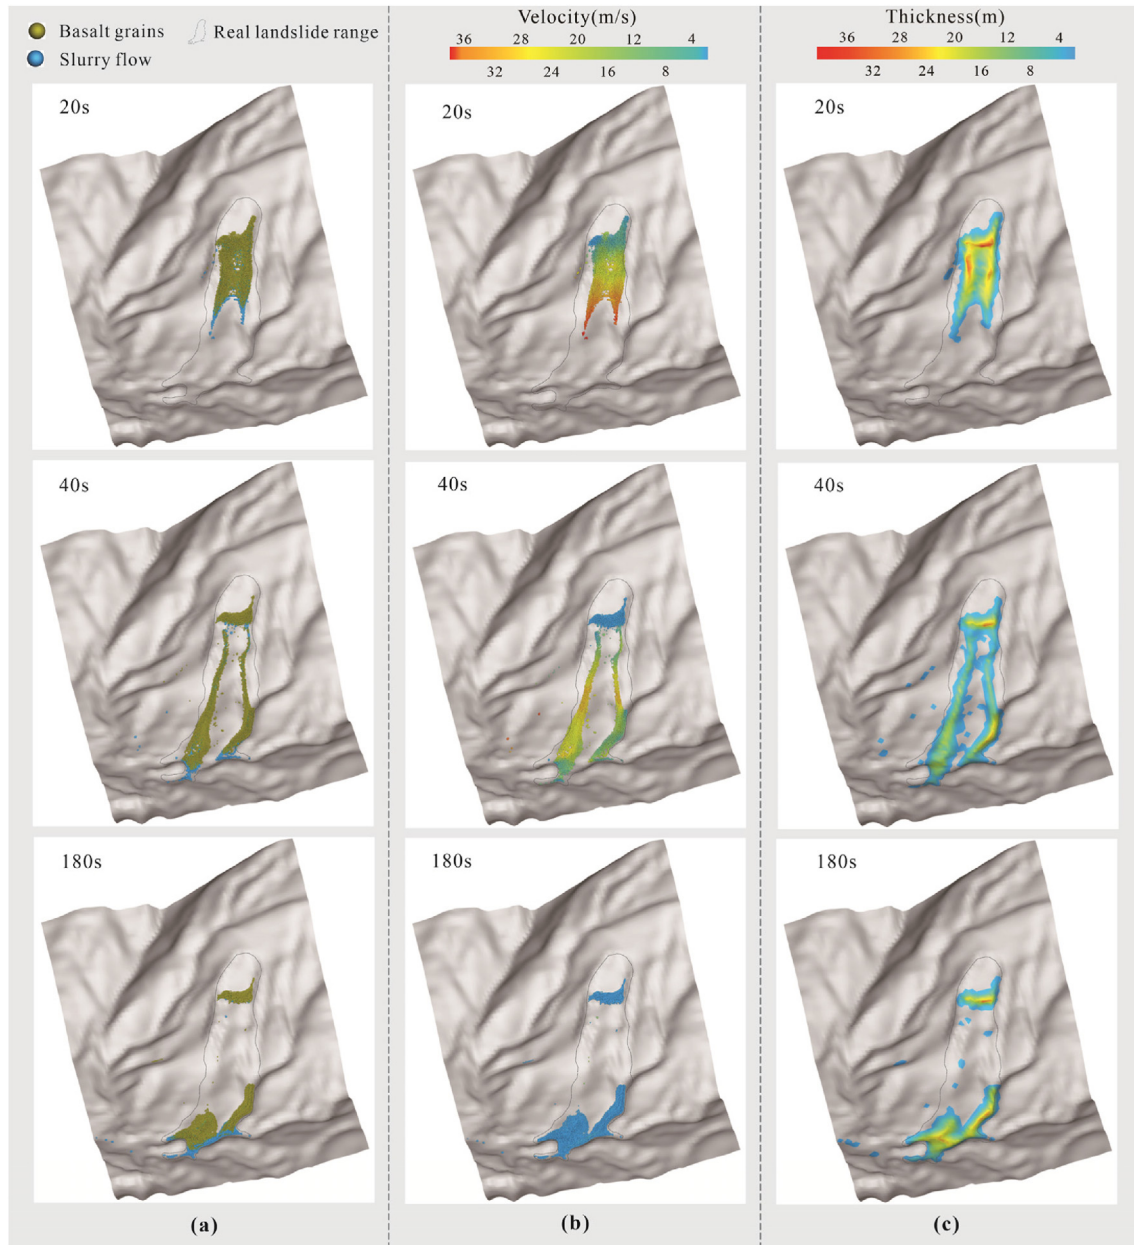 Basalt grains
Real landslide range
Slurry flow
Velocity(m/s)
36 28 20 12 4
32 24 16 8
Thickness(m)
36 28 20 12 4
32 24 16 8
20s
20s
20s
40s
40s
40s
180s
180s
180s
(a)
(b)
(c)